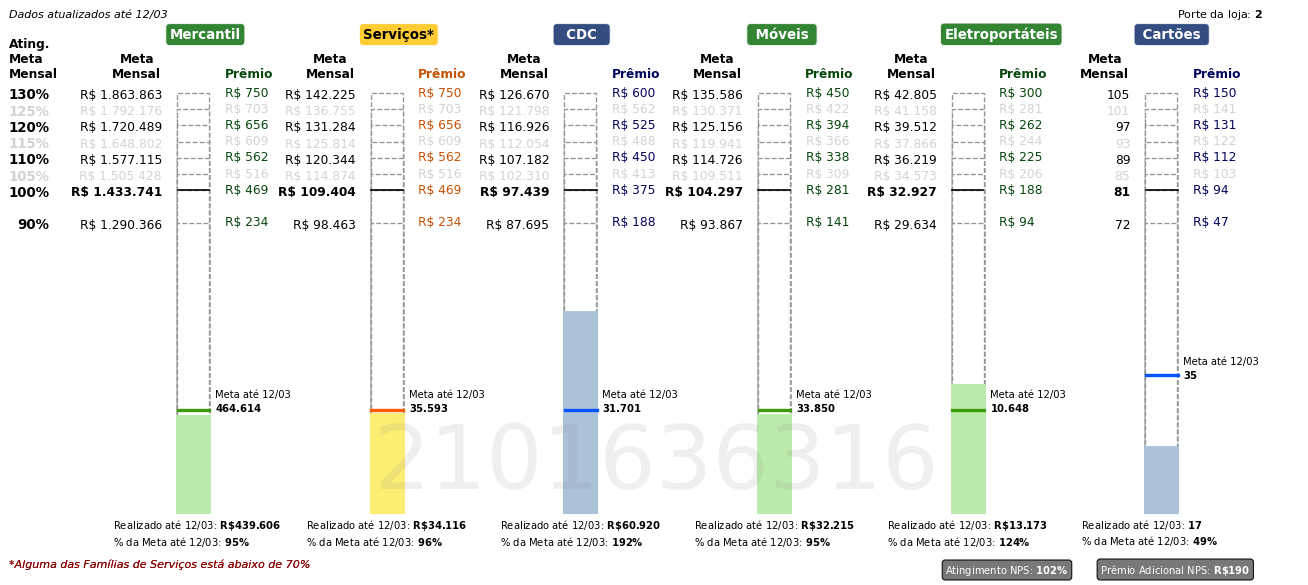 Dados atualizados até 12/03 Porte da loja: 2
Mercantil Serviços* CDC Móveis Eletroportáteis Cartões
Ating. Meta Mensal Meta Mensal Prêmio Meta Mensal Prêmio Meta Mensal Prêmio Meta Mensal Prêmio Meta Mensal Prêmio Meta Mensal Prêmio
130% R$ 1.863.863 R$ 750 R$ 142.225 R$ 750 R$ 126.670 R$ 600 R$ 135.586 R$ 450 R$ 42.805 R$ 300 105 R$ 150
125% R$ 1.792.176 R$ 703 R$ 136.755 R$ 703 R$ 121.798 R$ 562 R$ 130.371 R$ 422 R$ 41.158 R$ 281 101 R$ 141
120% R$ 1.720.489 R$ 656 R$ 131.284 R$ 656 R$ 116.926 R$ 525 R$ 125.156 R$ 394 R$ 39.512 R$ 262 97 R$ 131
115% R$ 1.648.802 R$ 609 R$ 125.814 R$ 609 R$ 112.054 R$ 488 R$ 119.941 R$ 366 R$ 37.866 R$ 244 93 R$ 122
110% R$ 1.577.115 R$ 562 R$ 120.344 R$ 562 R$ 107.182 R$ 450 R$ 114.726 R$ 338 R$ 36.219 R$ 225 89 R$ 112
105% R$ 1.505.428 R$ 516 R$ 114.874 R$ 516 R$ 102.310 R$ 413 R$ 109.511 R$ 309 R$ 34.573 R$ 206 85 R$ 103
100% R$ 1.433.741 R$ 469 R$ 109.404 R$ 469 R$ 97.439 R$ 375 R$ 104.297 R$ 281 R$ 32.927 R$ 188 81 R$ 94
90% R$ 1.290.366 R$ 234 R$ 98.463 R$ 234 R$ 87.695 R$ 188 R$ 93.867 R$ 141 R$ 29.634 R$ 94 72 R$ 47
Meta até 12/03
35
Meta até 12/03 Meta até 12/03 Meta até 12/03 Meta até 12/03 Meta até 12/03
464.614 35.593 31.701 33.850 10.648
2101636316
Realizado até 12/03: R$439.606 Realizado até 12/03: R$34.116 Realizado até 12/03: R$60.920 Realizado até 12/03: R$32.215 Realizado até 12/03: R$13.173 Realizado até 12/03: 17
% da Meta até 12/03: 95% % da Meta até 12/03: 96% % da Meta até 12/03: 192% % da Meta até 12/03: 95% % da Meta até 12/03: 124% % da Meta até 12/03: 49%
*Alguma das Famílias de Serviços está abaixo de 70% Atingimento NPS: 102% Prêmio Adicional NPS: R$190